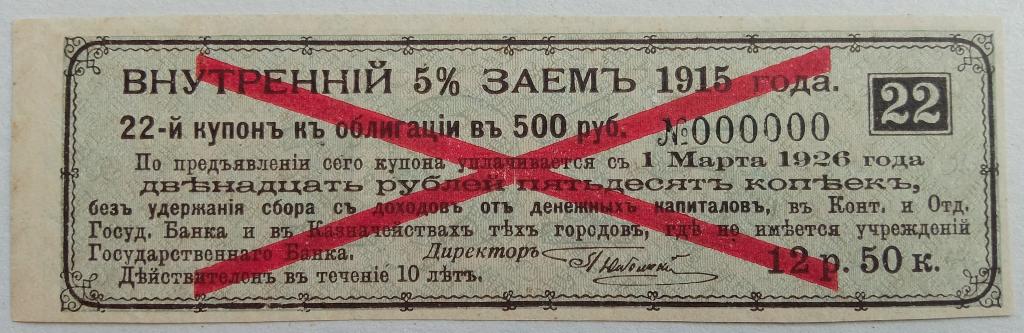 ВНУТРЕННІЙ 5% ЗАЕМЪ 1915 года.
22
22-й купонъ къ облигаціи въ 500 руб. №000000
По предъявленіи сего купона уплачивается съ 1 Марта 1926 года
двѣнадцать рублей пятьдесятъ копѣекъ,
безъ удержанія сбора съ доходовъ отъ денежныхъ капиталовъ, въ Конт. и Отд.
Госуд. Банка и въ Казначействахъ тѣхъ городовъ, гдѣ не имѣется учрежденій
Государственнаго Банка. Директоръ
Дѣйствителенъ въ теченіе 10 лѣтъ. 12 р. 50 к.